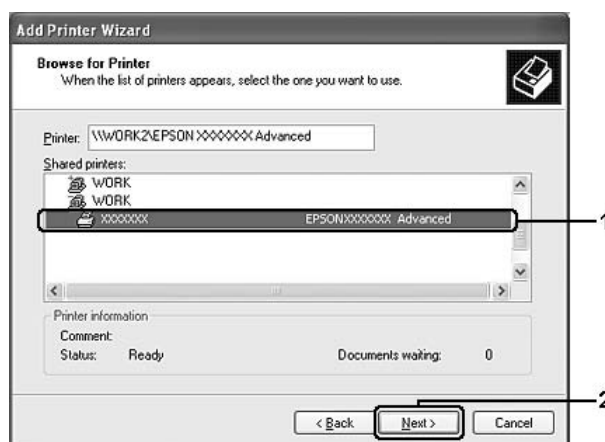 Add Printer Wizard
Browse for Printer
When the list of printers appears, select the one you want to use.
Printer: \\WORK2\EPSON XXXXXXX Advanced
Shared printers:
WORK
WORK
XXXXXXX EPSONXXXXXXX Advanced
1
Printer information
Comment:
Status: Ready Documents waiting: 0
2
< Back Next > Cancel